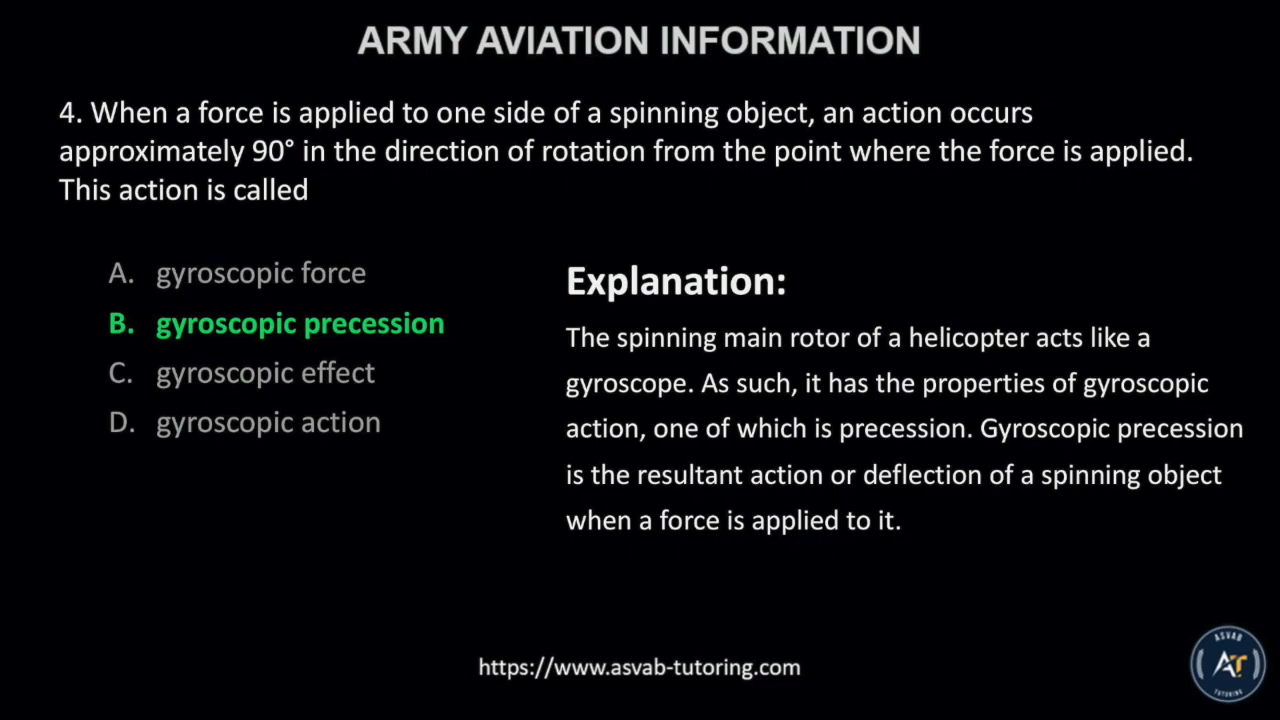 ARMY AVIATION INFORMATION
4. When a force is applied to one side of a spinning object, an action occurs
approximately 90° in the direction of rotation from the point where the force is applied.
This action is called
A. gyroscopic force
B. gyroscopic precession
C. gyroscopic effect
D. gyroscopic action
Explanation:
The spinning main rotor of a helicopter acts like a
gyroscope. As such, it has the properties of gyroscopic
action, one of which is precession. Gyroscopic precession
is the resultant action or deflection of a spinning object
when a force is applied to it.
https://www.asvab-tutoring.com
ASVAB
AT
TUTORING